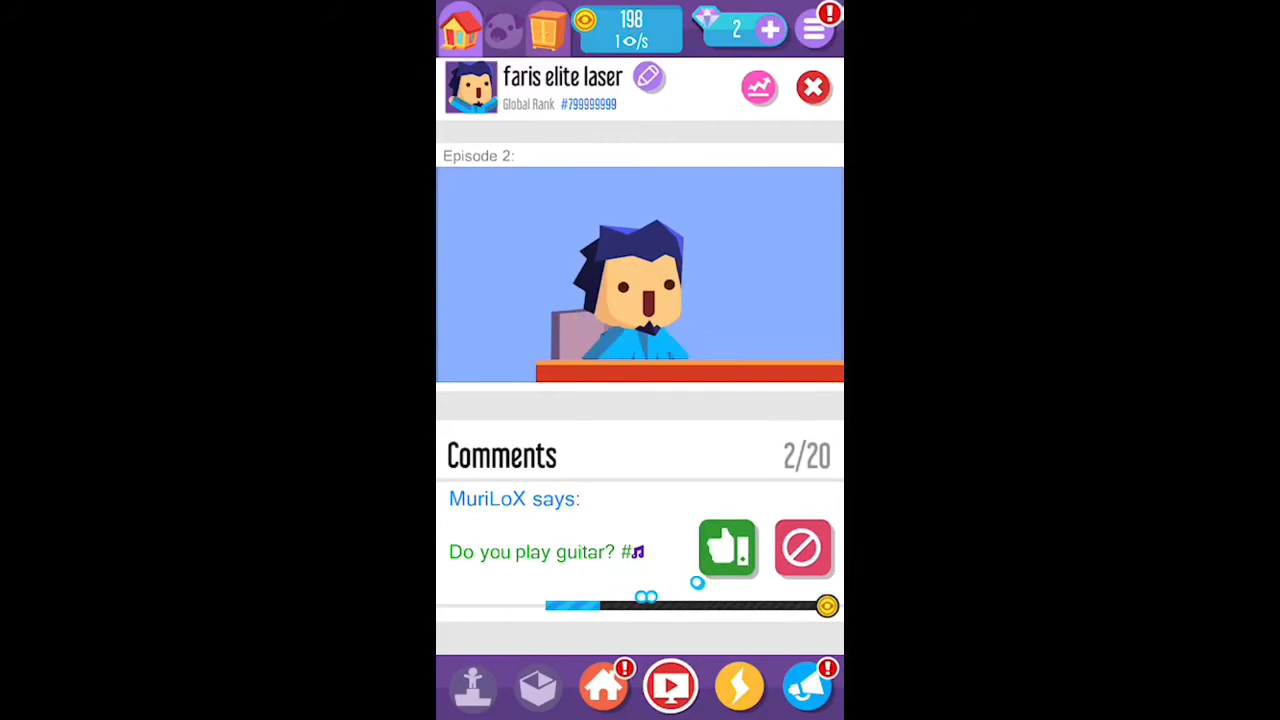 198
1 /s
2
!
faris elite laser
Global Rank #799999999
Episode 2:
Comments 2/20
MuriLoX says:
Do you play guitar? #🎵
!
!